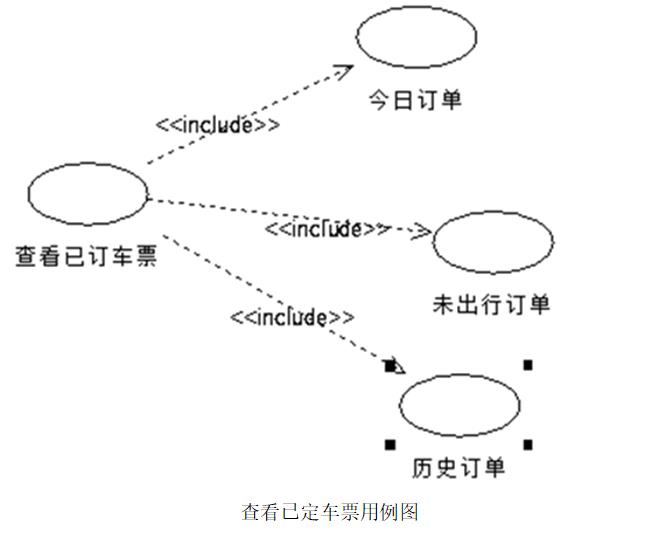 今日订单
<<include>>
查看已订车票
<<include>>
未出行订单
<<include>>
历史订单
查看已定车票用例图